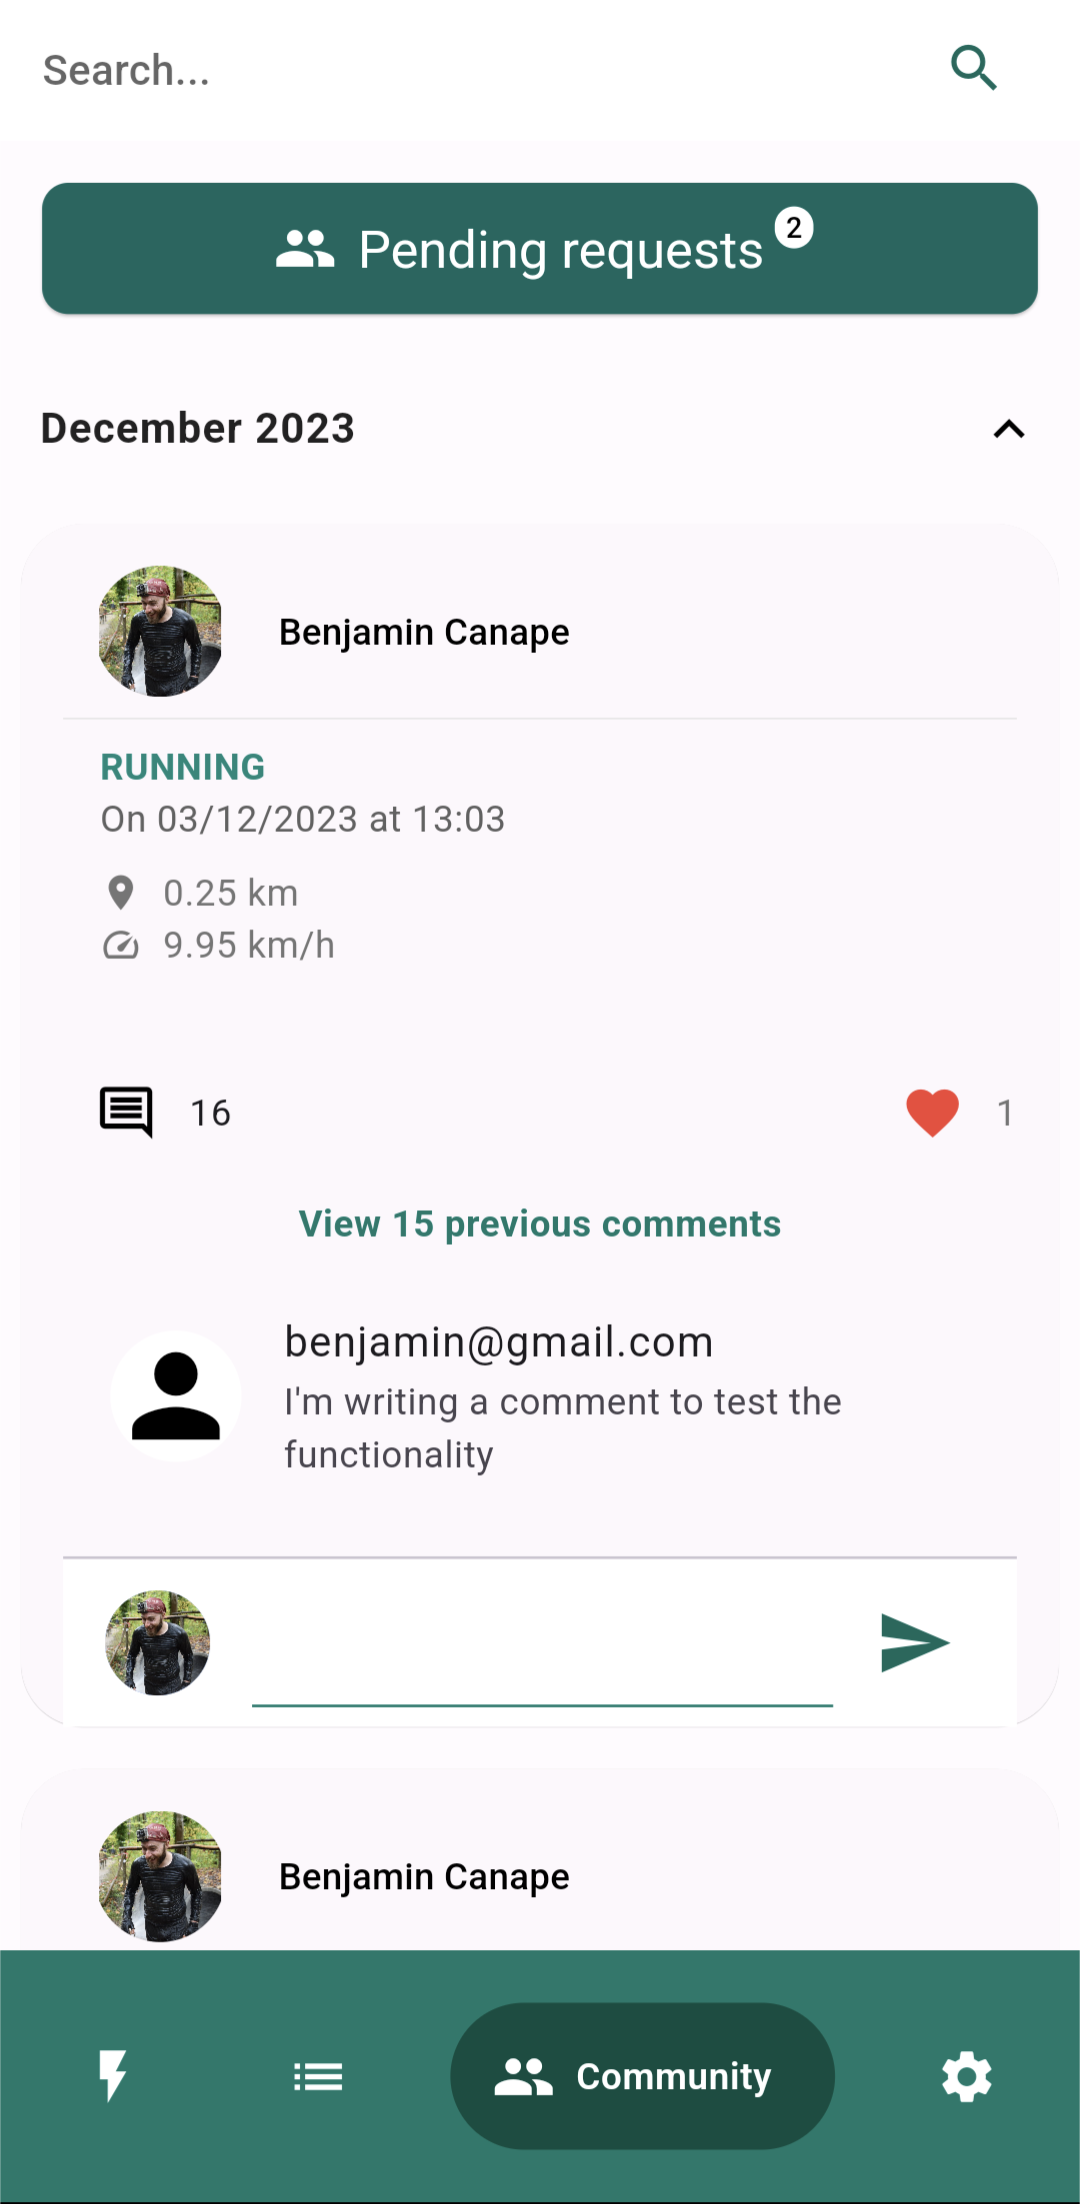 Search...
Pending requests 2
December 2023
Benjamin Canape
RUNNING
On 03/12/2023 at 13:03
0.25 km
9.95 km/h
16
1
View 15 previous comments
benjamin@gmail.com
I'm writing a comment to test the
functionality
Benjamin Canape
Community